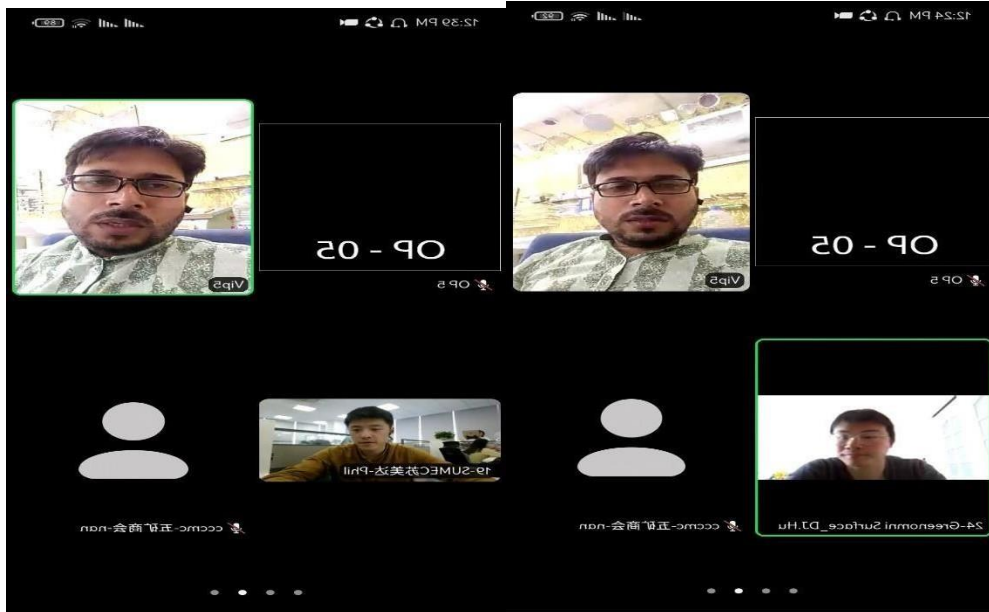 12:39 PM
89
OP - 05
Vip5
OP 5
19-SUMEC苏美达-Phil
cccmc-五矿商会-nan
12:24 PM
92
OP - 05
Vip5
OP 5
Surface_DJ.Hu
cccmc-五矿商会-nan